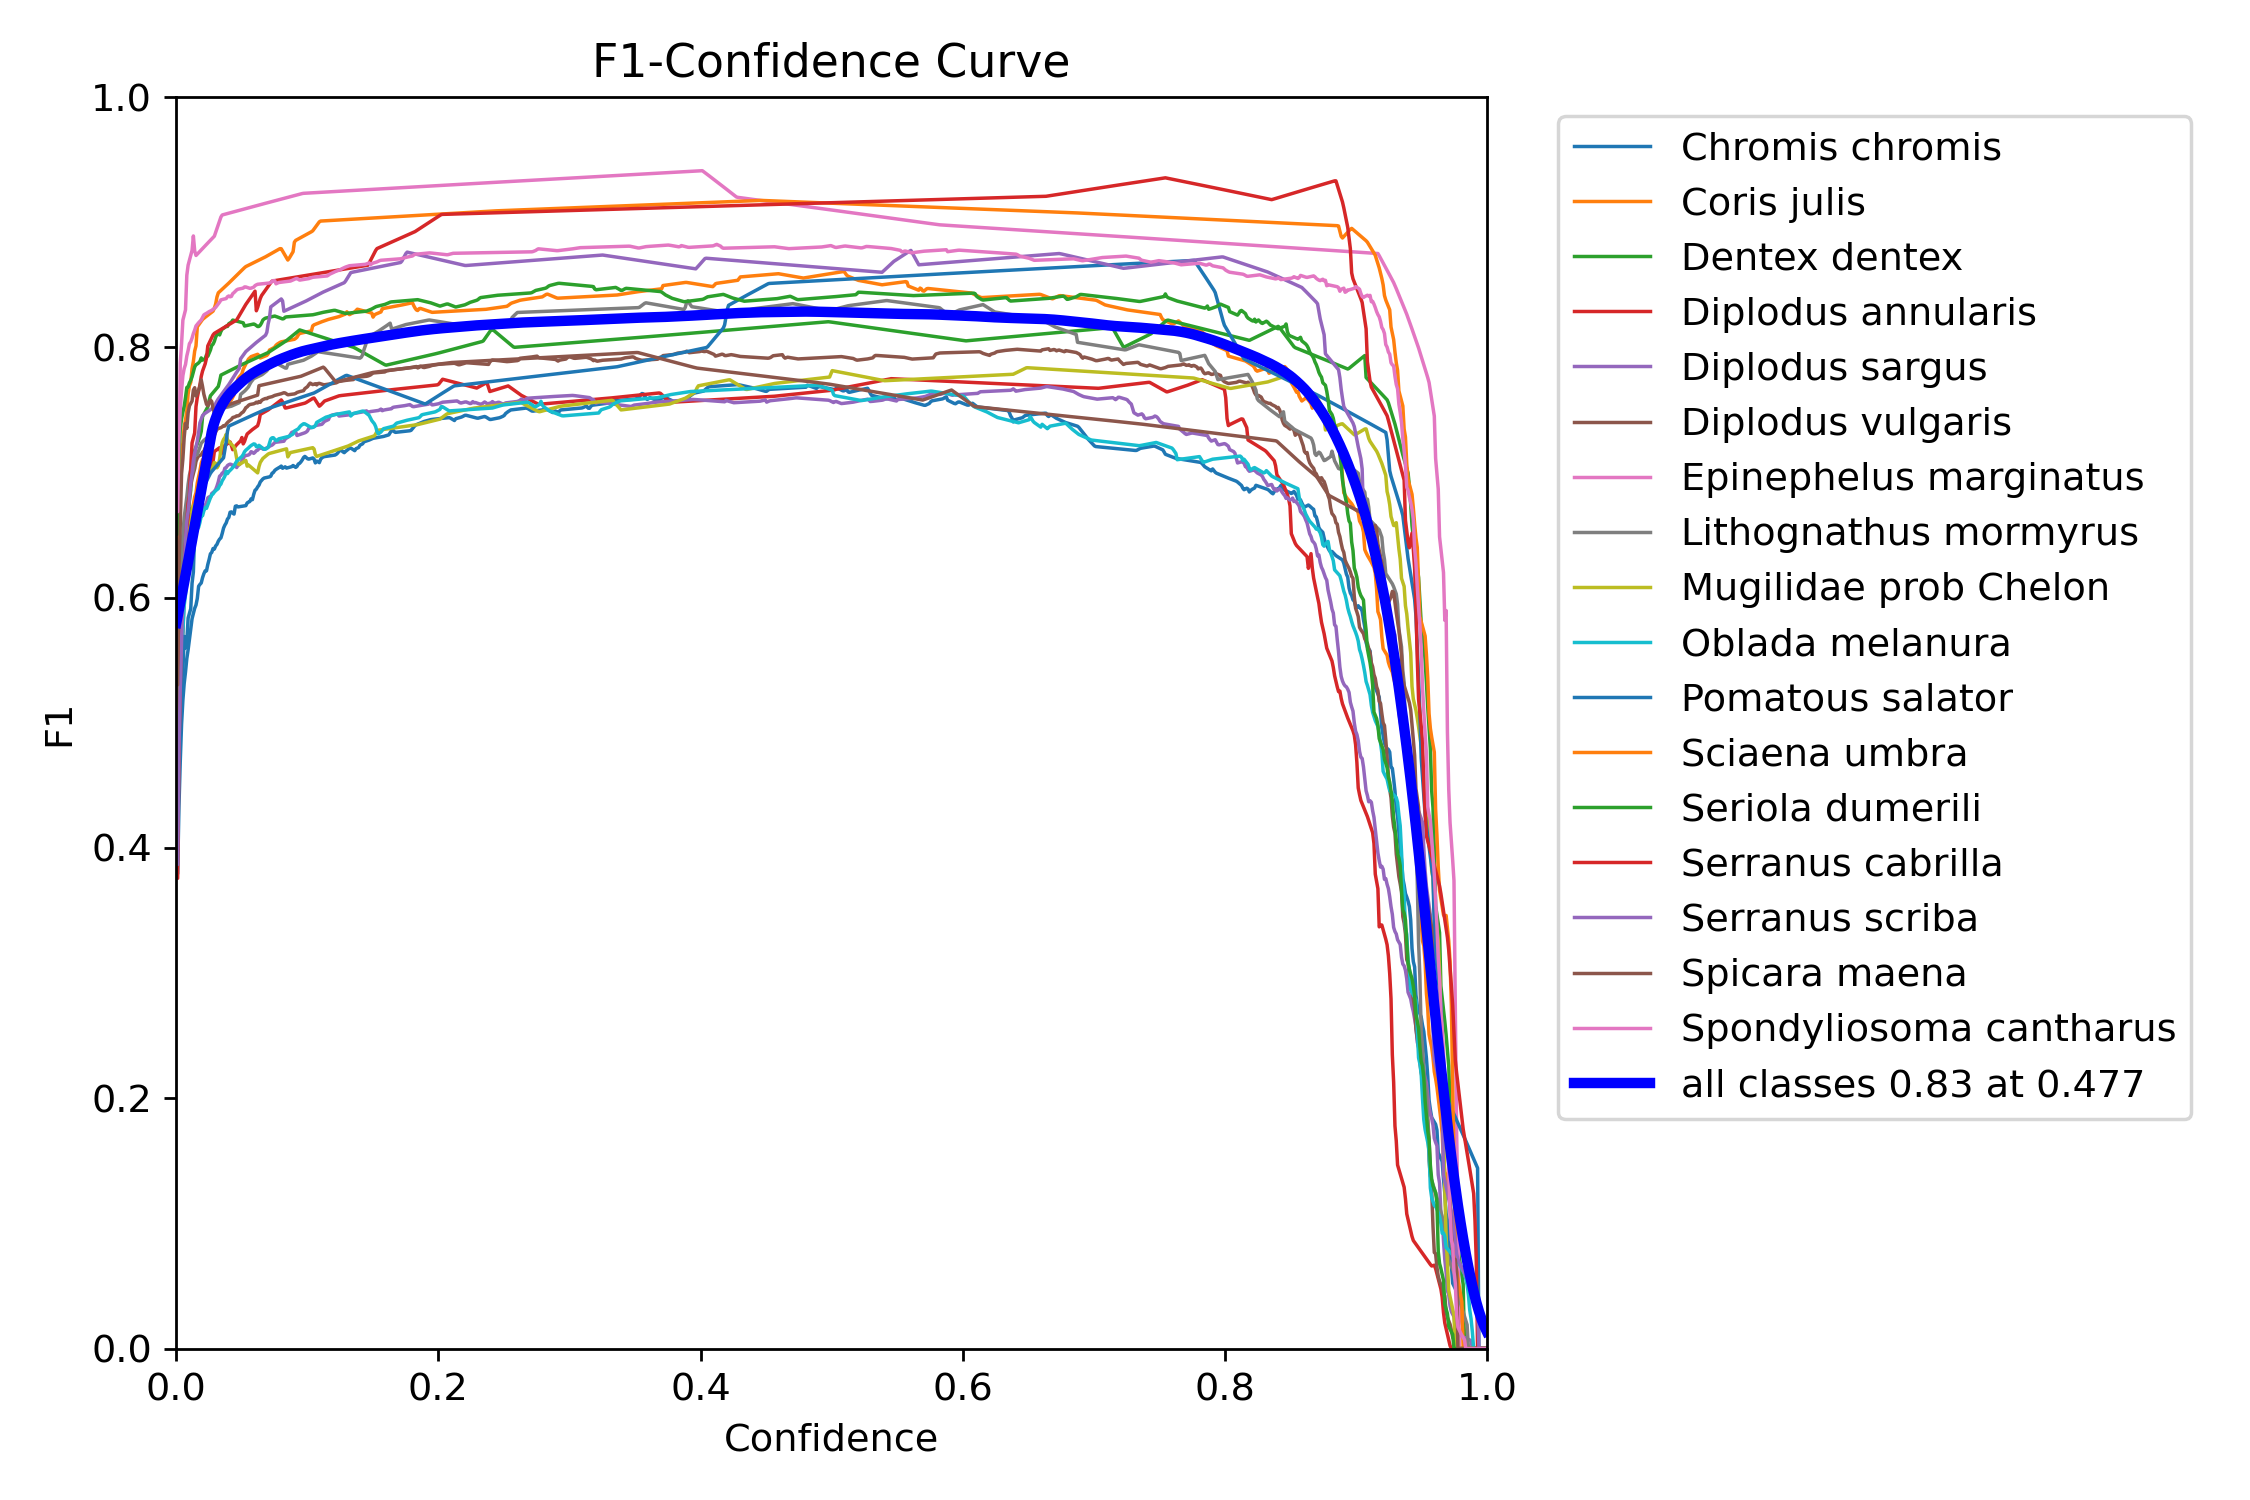 F1-Confidence Curve
1.0
0.8
0.6
0.4
0.2
0.0
F1
0.0 0.2 0.4 0.6 0.8 1.0
Confidence
Chromis chromis
Coris julis
Dentex dentex
Diplodus annularis
Diplodus sargus
Diplodus vulgaris
Epinephelus marginatus
Lithognathus mormyrus
Mugilidae prob Chelon
Oblada melanura
Pomatous salator
Sciaena umbra
Seriola dumerili
Serranus cabrilla
Serranus scriba
Spicara maena
Spondyliosoma cantharus
all classes 0.83 at 0.477